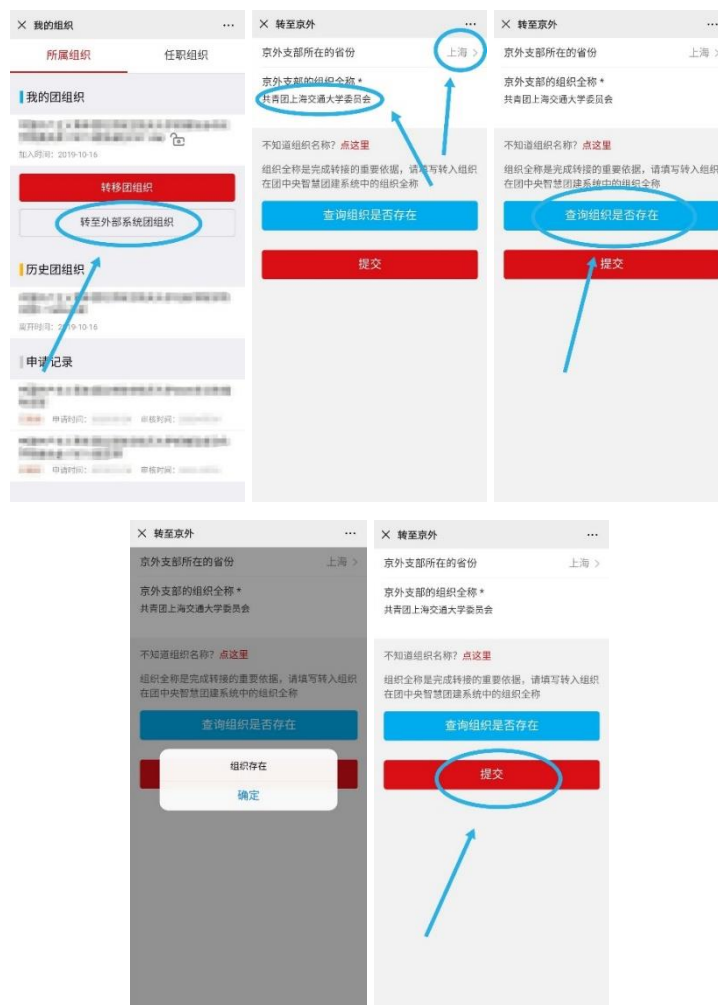 我的组织
所属组织
任职组织
我的团组织
加入时间: 2019-10-16
转移团组织
转至外部系统团组织
历史团组织
离开时间: 2019-10-16
申请记录
申请时间:
审核时间:
申请时间:
审核时间:
转至京外
京外支部所在的省份
上海
京外支部的组织全称 *
共青团上海交通大学委员会
不知道组织名称? 点这里
组织全称是完成转接的重要依据，请填写转入组织
在团中央智慧团建系统中的组织全称
查询组织是否存在
提交
转至京外
京外支部所在的省份
上海
京外支部的组织全称 *
共青团上海交通大学委员会
不知道组织名称? 点这里
组织全称是完成转接的重要依据，请填写转入组织
在团中央智慧团建系统中的组织全称
查询组织是否存在
提交
转至京外
京外支部所在的省份
上海
京外支部的组织全称 *
共青团上海交通大学委员会
不知道组织名称? 点这里
组织全称是完成转接的重要依据，请填写转入组织
在团中央智慧团建系统中的组织全称
查询组织是否存在
组织存在
确定
转至京外
京外支部所在的省份
上海
京外支部的组织全称 *
共青团上海交通大学委员会
不知道组织名称? 点这里
组织全称是完成转接的重要依据，请填写转入组织
在团中央智慧团建系统中的组织全称
查询组织是否存在
提交